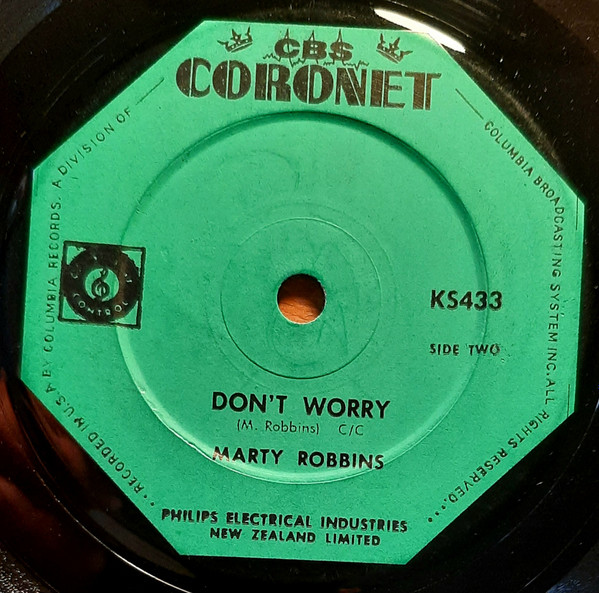 CBS
CORONET
RECORDED IN U.S.A. BY COLUMBIA RECORDS, A DIVISION OF
COLUMBIA BROADCASTING SYSTEM INC. ALL RIGHTS RESERVED....
CONTROL
KS433
SIDE TWO
DON'T WORRY
(M. Robbins) C/C
MARTY ROBBINS
PHILIPS ELECTRICAL INDUSTRIES
NEW ZEALAND LIMITED